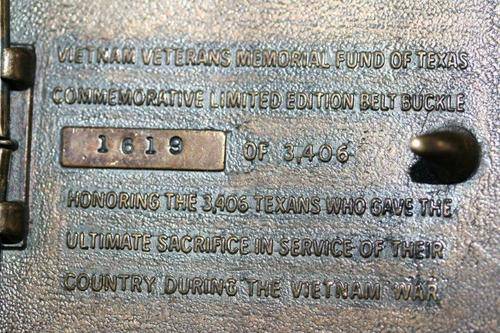 VIETNAM VETERANS MEMORIAL FUND OF TEXAS
COMMEMORATIVE LIMITED EDITION BELT BUCKLE
1619 OF 3,406
HONORING THE 3,406 TEXANS WHO GAVE THE
ULTIMATE SACRIFICE IN SERVICE OF THEIR
COUNTRY DURING THE VIETNAM WAR